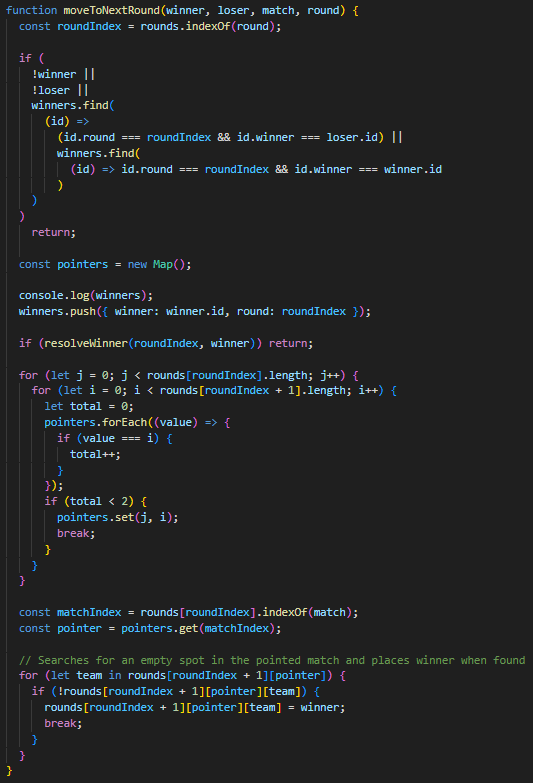 function moveToNextRound(winner, loser, match, round) {
  const roundIndex = rounds.indexOf(round);

  if (
    !winner ||
    !loser ||
    winners.find(
      (id) =>
        (id.round === roundIndex && id.winner === loser.id) ||
        winners.find(
          (id) => id.round === roundIndex && id.winner === winner.id
        )
    )
  )
    return;

  const pointers = new Map();

  console.log(winners);
  winners.push({ winner: winner.id, round: roundIndex });

  if (resolveWinner(roundIndex, winner)) return;

  for (let j = 0; j < rounds[roundIndex].length; j++) {
    for (let i = 0; i < rounds[roundIndex + 1].length; i++) {
      let total = 0;
      pointers.forEach((value) => {
        if (value === i) {
          total++;
        }
      });
      if (total < 2) {
        pointers.set(j, i);
        break;
      }
    }
  }

  const matchIndex = rounds[roundIndex].indexOf(match);
  const pointer = pointers.get(matchIndex);

  // Searches for an empty spot in the pointed match and places winner when found
  for (let team in rounds[roundIndex + 1][pointer]) {
    if (!rounds[roundIndex + 1][pointer][team]) {
      rounds[roundIndex + 1][pointer][team] = winner;
      break;
    }
  }
}